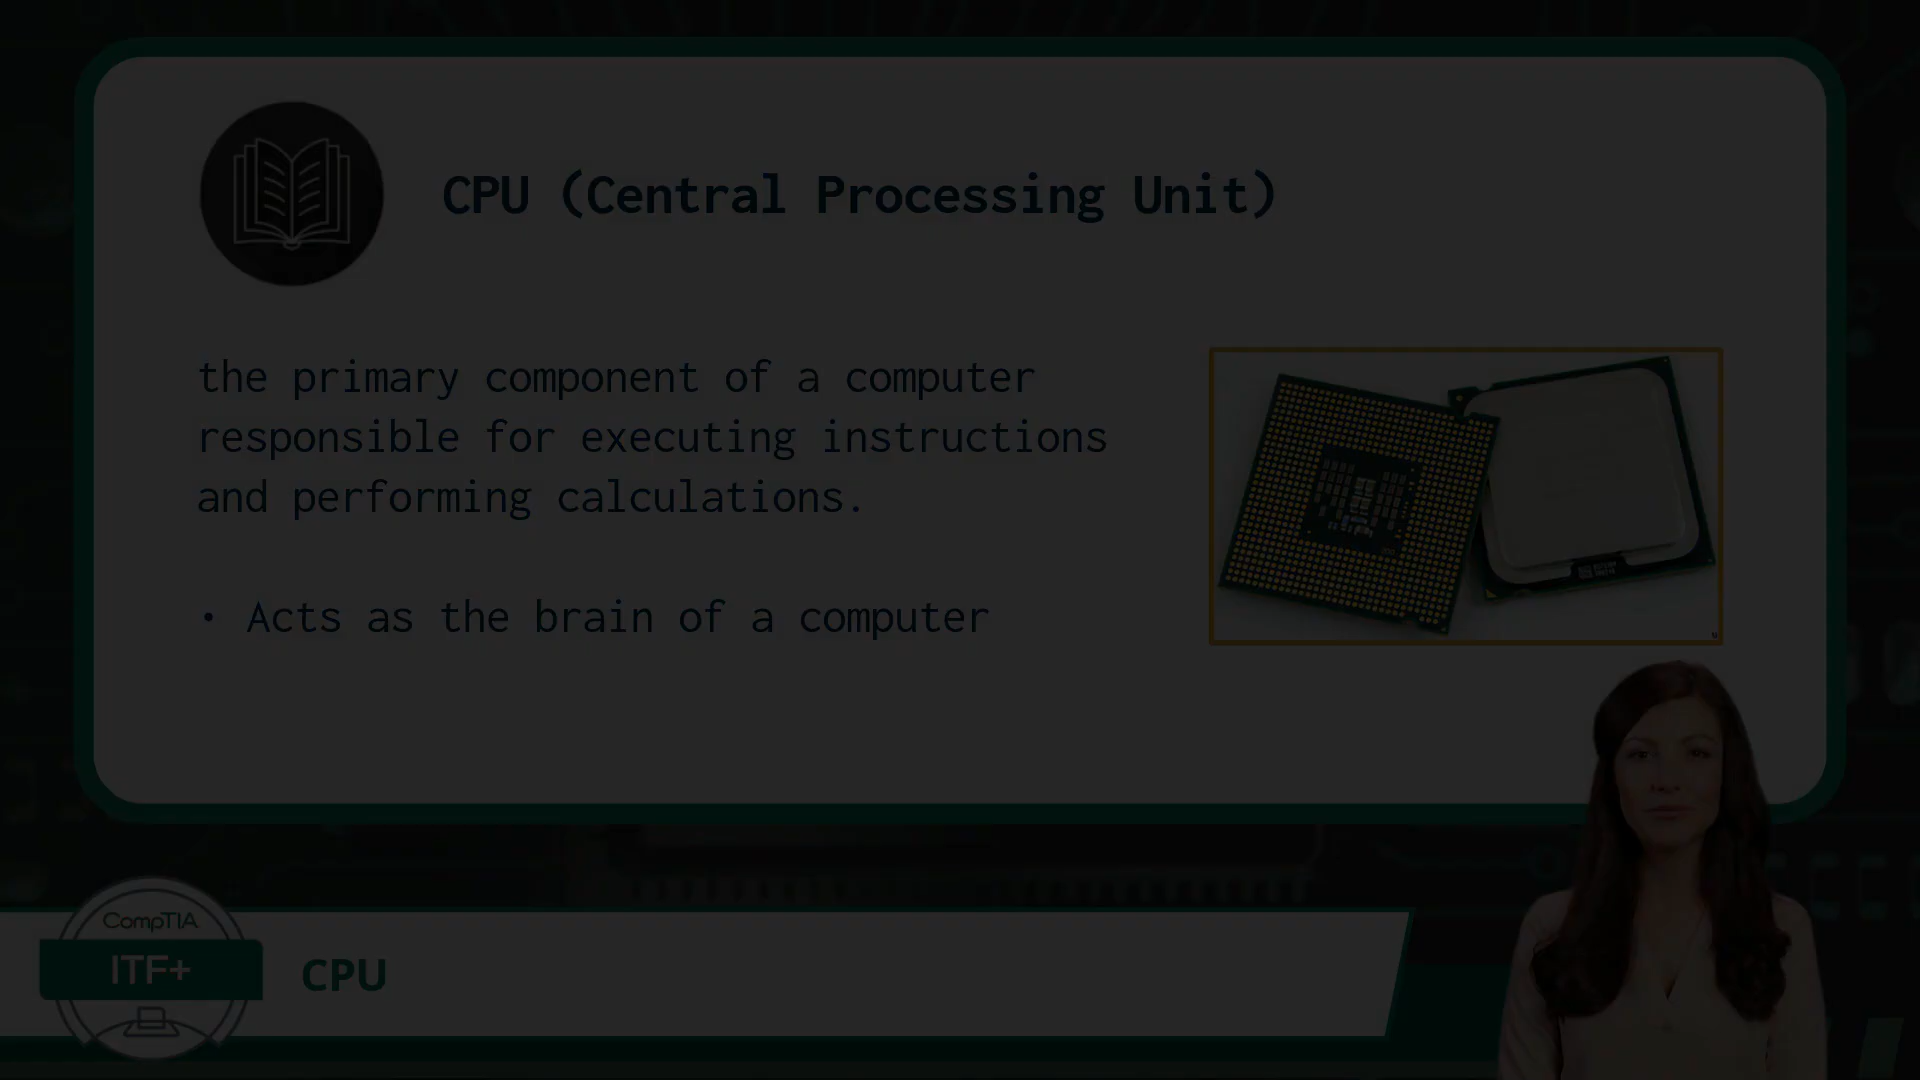 CPU (Central Processing Unit)
the primary component of a computer
responsible for executing instructions
and performing calculations.
• Acts as the brain of a computer
CompTIA
ITF+
CPU